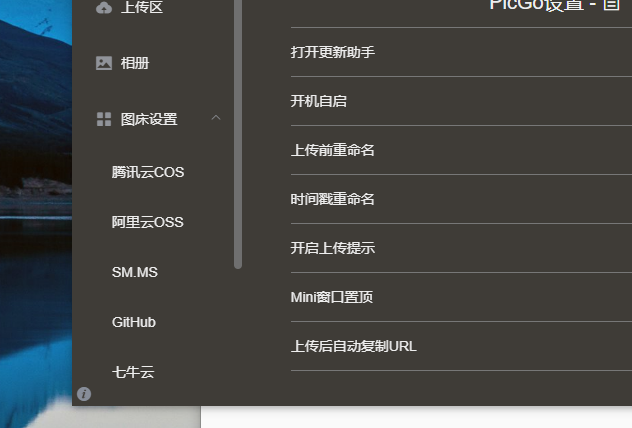 上传区
相册
图床设置
腾讯云COS
阿里云OSS
SM.MS
GitHub
七牛云
PicGo设置 -
打开更新助手
开机自启
上传前重命名
时间戳重命名
开启上传提示
Mini窗口置顶
上传后自动复制URL